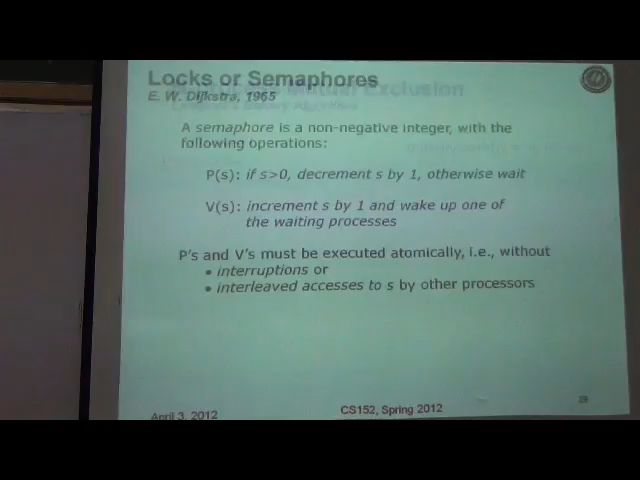 Locks or Semaphores
E. W. Dijkstra, 1965
A semaphore is a non-negative integer, with the
following operations:
P(s): if s>0, decrement s by 1, otherwise wait
V(s): increment s by 1 and wake up one of
the waiting processes
P's and V's must be executed atomically, i.e., without
• interruptions or
• interleaved accesses to s by other processors
April 3, 2012
CS152, Spring 2012